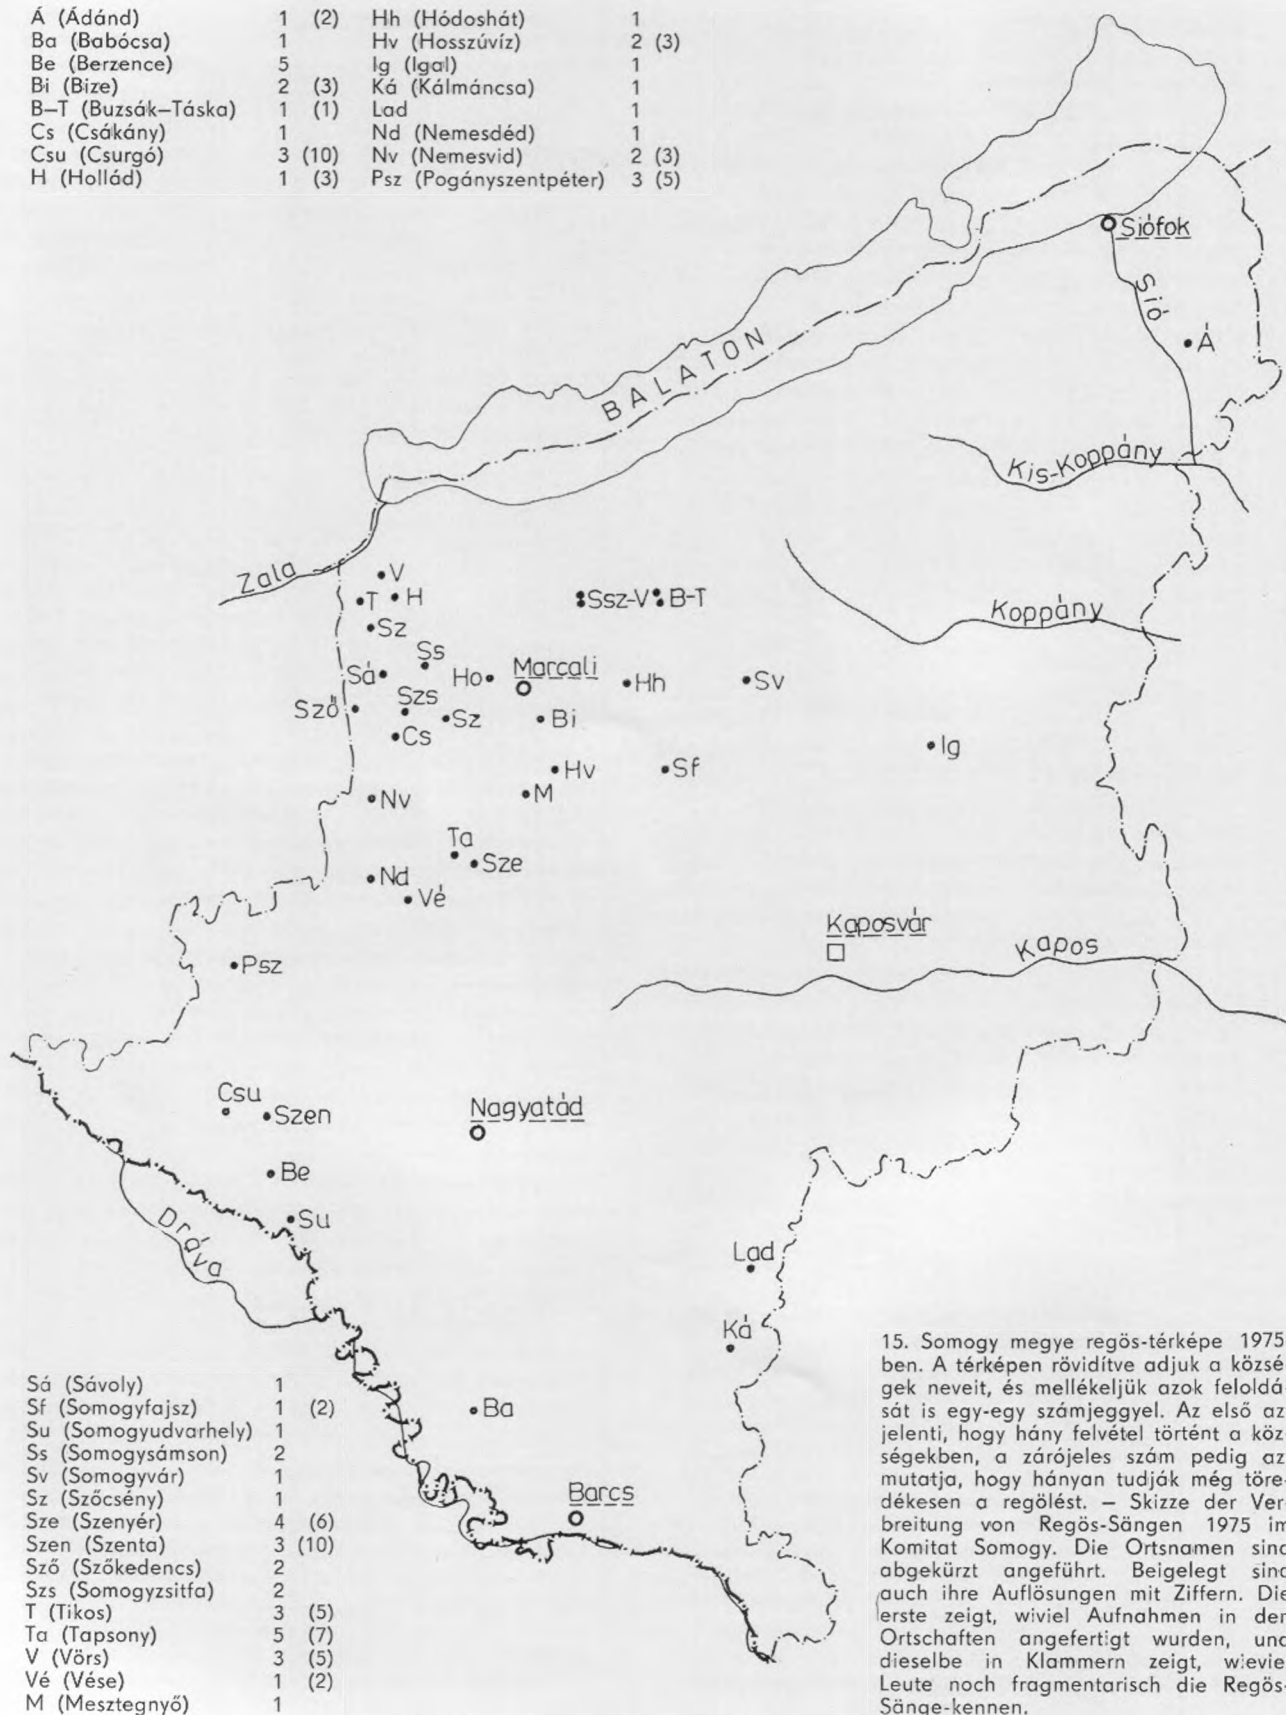 Á (Ádánd) 1 (2) Hh (Hódoshát) 1
Ba (Babócsa) 1 Hv (Hosszúvíz) 2 (3)
Be (Berzence) 5 Ig (Igal) 1
Bi (Bize) 2 (3) Ká (Kálmáncsa) 1
B–T (Buzsák–Táska) 1 (1) Lad 1
Cs (Csákány) 1 Nd (Nemesdéd) 1
Csu (Csurgó) 3 (10) Nv (Nemesvid) 2 (3)
H (Hollád) 1 (3) Psz (Pogányszentpéter) 3 (5)
Siófok
Sió
Á
BALATON
Kis-Koppány
Zala
V
T H
Ssz-V B-T
Koppány
Sz
Ss
Sá Ho Marcali Hh Sv
Sző Szs Sz Bi
Cs
Ig
Hv Sf
Nv M
Ta
Sze
Nd
Vé
Kaposvár
Kapos
Psz
Csu
Szen
Nagyatád
Be
Su
Dráva
Lad
Ká
Ba
Barcs
Sá (Sávoly) 1
Sf (Somogyfajsz) 1 (2)
Su (Somogyudvarhely) 1
Ss (Somogysámson) 2
Sv (Somogyvár) 1
Sz (Szőcsény) 1
Sze (Szenyér) 4 (6)
Szen (Szenta) 3 (10)
Sző (Szőkedencs) 2
Szs (Somogyzsitfa) 2
T (Tikos) 3 (5)
Ta (Tapsony) 5 (7)
V (Vörs) 3 (5)
Vé (Vése) 1 (2)
M (Mesztegnyő) 1
15. Somogy megye regös-térképe 1975
ben. A térképen rövidítve adjuk aközsé
gek neveit, és mellékeljük azok feloldá
sát is egy-egy számjeggyel. Az első az
jelenti, hogy hány felvétel történt a köz
ségekben, a zárójeles szám pedig az
mutatja, hogy hányan tudják még töre-
dékesen a regölést. – Skizze der Ver
breitung von Regös-Sängen 1975 im
Komitat Somogy. Die Ortsnamen sind
abgekürzt angeführt. Beigelegt sind
auch ihre Auflösungen mit Ziffern. Die
erste zeigt, wiviel Aufnahmen in den
Ortschaften angefertigt wurden, und
dieselbe in Klammern zeigt, wieviel
Leute noch fragmentarisch die Regös-
Sänge-kennen.